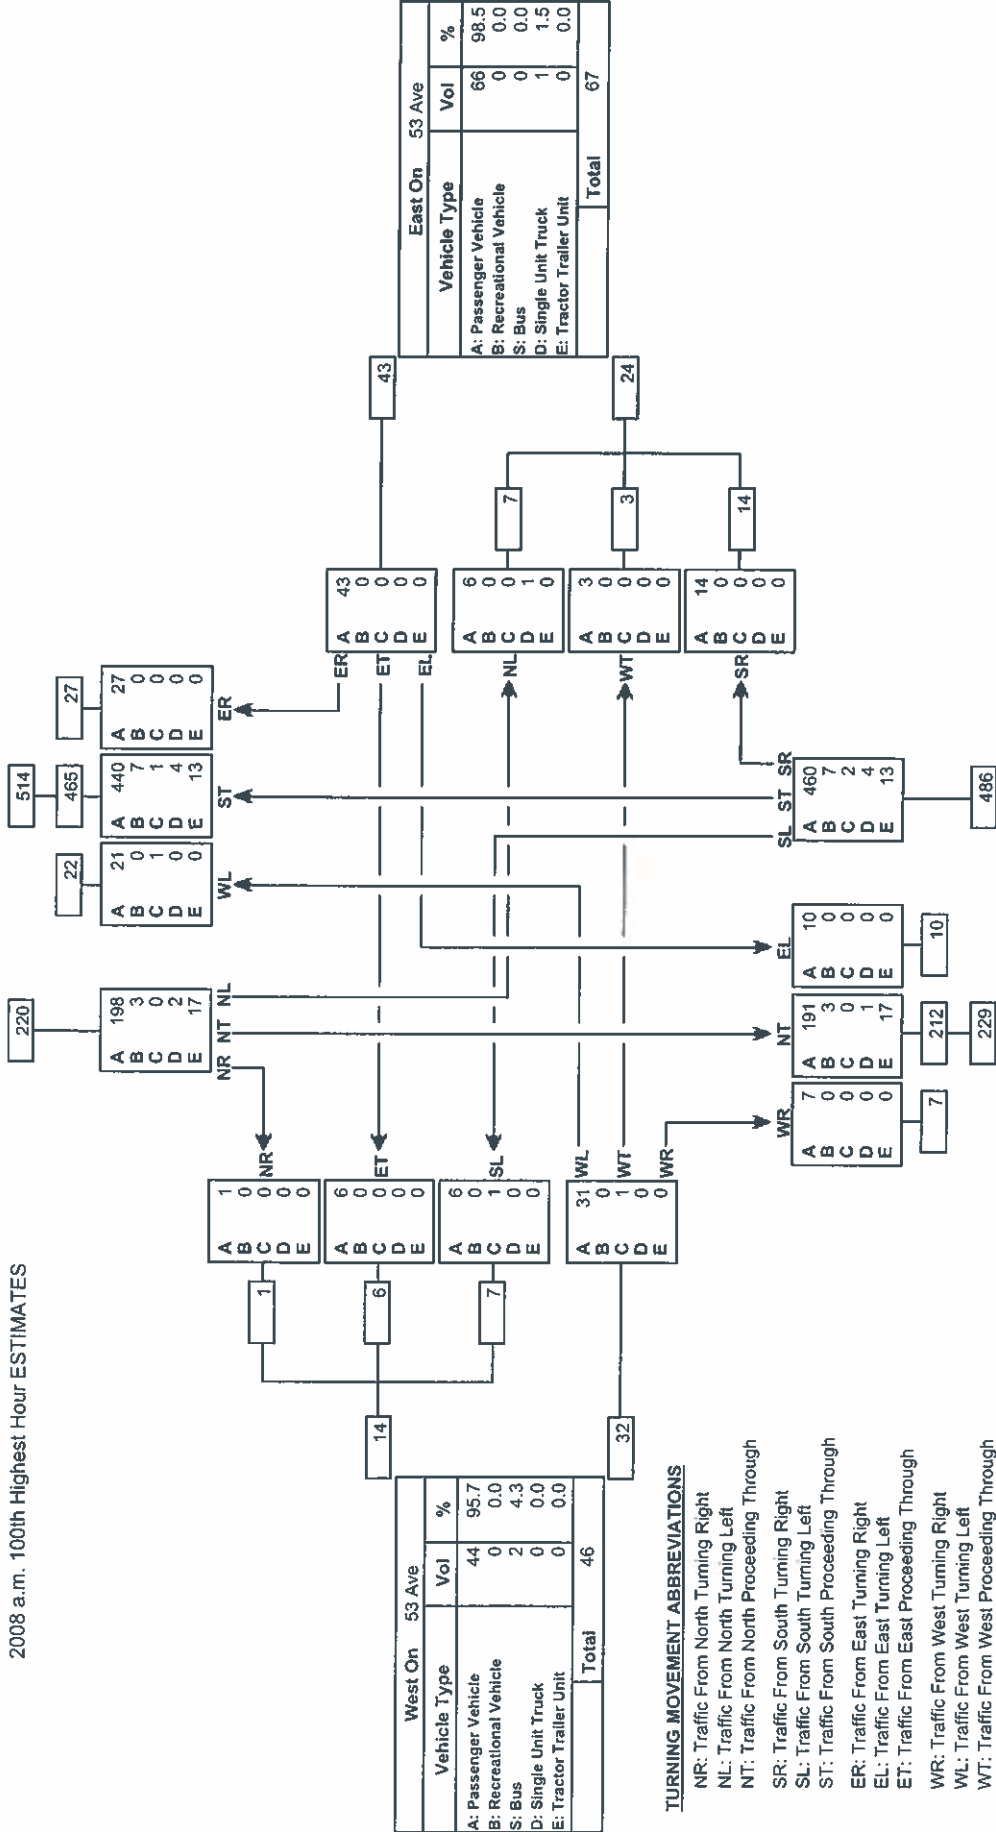 2008 a.m. 100th Highest Hour ESTIMATES
220
514
22
465
27
A 198
B 3
C 0
D 2
E 17
A 21
B 0
C 1
D 0
E 0
A 440
B 7
C 1
D 4
E 13
A 27
B 0
C 0
D 0
E 0
NR NT NL
WL
ST
ER
A 1
B 0
C 0
D 0
E 0
NR
1
A 6
B 0
C 0
D 0
E 0
ET
6
A 6
B 0
C 1
D 0
E 0
SL
7
14
A 31
B 0
C 1
D 0
E 0
WL
WT
WR
32
West On 53 Ave
Vehicle Type Vol %
A: Passenger Vehicle 44 95.7
B: Recreational Vehicle 0 0.0
S: Bus 2 4.3
D: Single Unit Truck 0 0.0
E: Tractor Trailer Unit 0 0.0
Total 46
ER
ET
EL
A 43
B 0
C 0
D 0
E 0
43
NL
A 6
B 0
C 0
D 1
E 0
7
WT
A 3
B 0
C 0
D 0
E 0
3
SR
A 14
B 0
C 0
D 0
E 0
14
24
East On 53 Ave
Vehicle Type Vol %
A: Passenger Vehicle 66 98.5
B: Recreational Vehicle 0 0.0
S: Bus 0 0.0
D: Single Unit Truck 1 1.5
E: Tractor Trailer Unit 0 0.0
Total 67
WR
A 7
B 0
C 0
D 0
E 0
7
NT
A 191
B 3
C 0
D 1
E 17
212
229
EL
A 10
B 0
C 0
D 0
E 0
10
SL ST SR
A 460
B 7
C 2
D 4
E 13
486
TURNING MOVEMENT ABBREVIATIONS
NR: Traffic From North Turning Right
NL: Traffic From North Turning Left
NT: Traffic From North Proceeding Through
SR: Traffic From South Turning Right
SL: Traffic From South Turning Left
ST: Traffic From South Proceeding Through
ER: Traffic From East Turning Right
EL: Traffic From East Turning Left
ET: Traffic From East Proceeding Through
WR: Traffic From West Turning Right
WL: Traffic From West Turning Left
WT: Traffic From West Proceeding Through